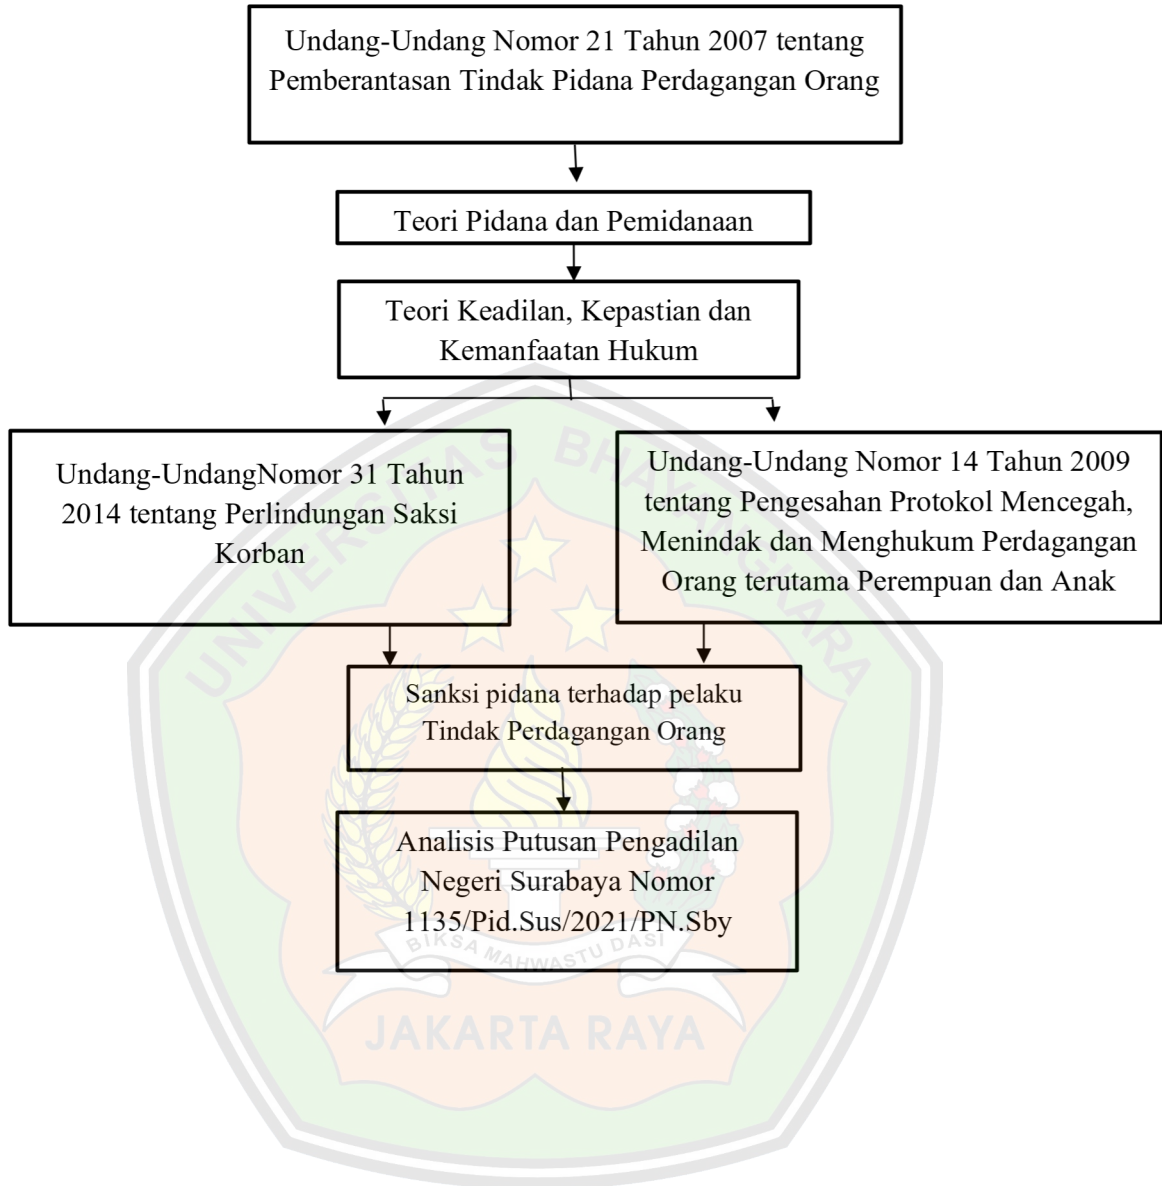 Undang-Undang Nomor 21 Tahun 2007 tentang
Pemberantasan Tindak Pidana Perdagangan Orang
Teori Pidana dan Pemidanaan
Teori Keadilan, Kepastian dan
Kemanfaatan Hukum
Undang-UndangNomor 31 Tahun
2014 tentang Perlindungan Saksi
Korban
Undang-Undang Nomor 14 Tahun 2009
tentang Pengesahan Protokol Mencegah,
Menindak dan Menghukum Perdagangan
Orang terutama Perempuan dan Anak
Sanksi pidana terhadap pelaku
Tindak Perdagangan Orang
Analisis Putusan Pengadilan
Negeri Surabaya Nomor
1135/Pid.Sus/2021/PN.Sby
UNIVERSITAS BHAYANGKARA
BIKSA MAHWASTU DASI
JAKARTA RAYA